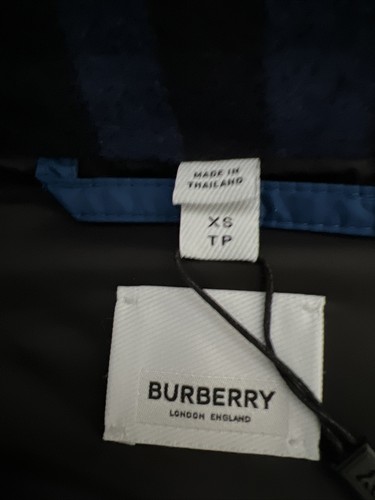 MADE IN
THAILAND
XS
TP
BURBERRY
LONDON ENGLAND